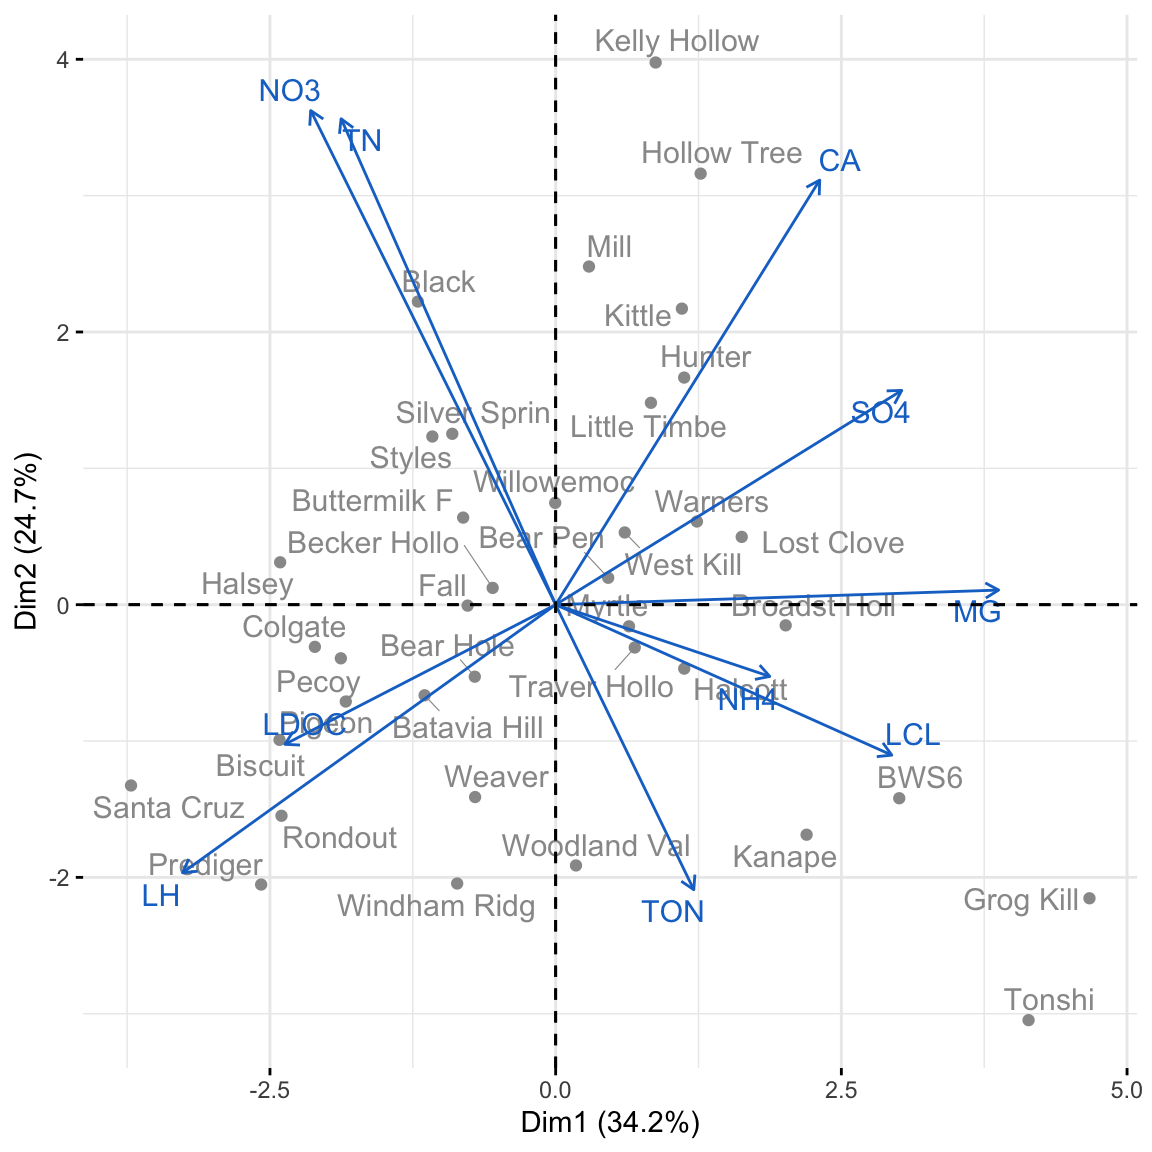 Kelly Hollow
4
NO3
TN
Hollow Tree
CA
Mill
Black
Kittle
2
Hunter
SO4
Silver Sprin
Little Timbe
Styles
Willowemoc
Buttermilk F
Warners
Becker Hollo
Bear Pen
Lost Clove
West Kill
Halsey
Fall
0
Myrtle
Broadst Holl
MG
Colgate
Bear Hole
Pecoy
Traver Hollo
Halcott
NH4
LDOC
Pigeon
Batavia Hill
LCL
Biscuit
Weaver
BWS6
Santa Cruz
Rondout
Woodland Val
Kanape
Prediger
-2
LH
Windham Ridg
TON
Grog Kill
Tonshi
-2.5
0.0
2.5
5.0
Dim1 (34.2%)
Dim2 (24.7%)